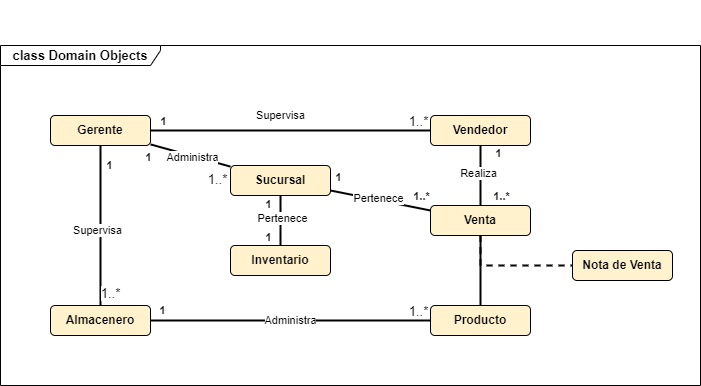 class Domain Objects
Gerente
1
Supervisa
1..*
Vendedor
1
1
Administra
1..*
Sucursal
1
1
Realiza
Supervisa
1
Pertenece
1..*
1..*
Venta
Pertenece
1
Inventario
Nota de Venta
1..*
Almacenero
1
Administra
1..*
Producto